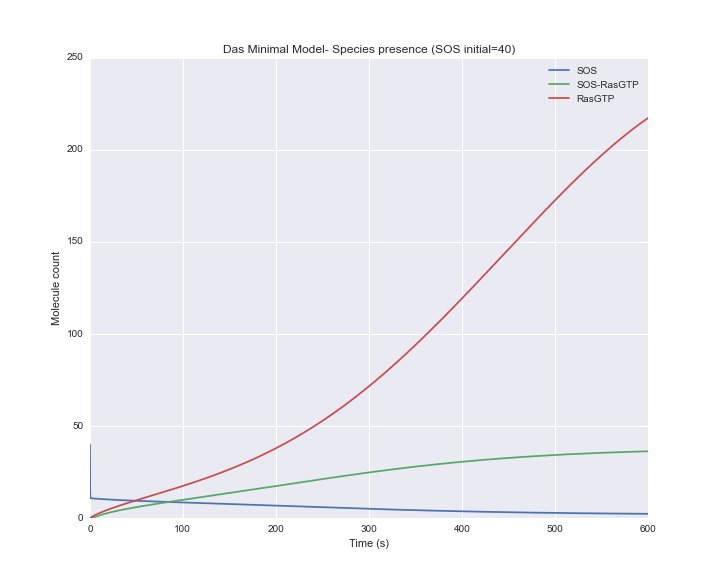 Das Minimal Model- Species presence (SOS initial=40)
250
200
150
100
50
0
Molecule count
SOS
SOS-RasGTP
RasGTP
0 100 200 300 400 500 600
Time (s)